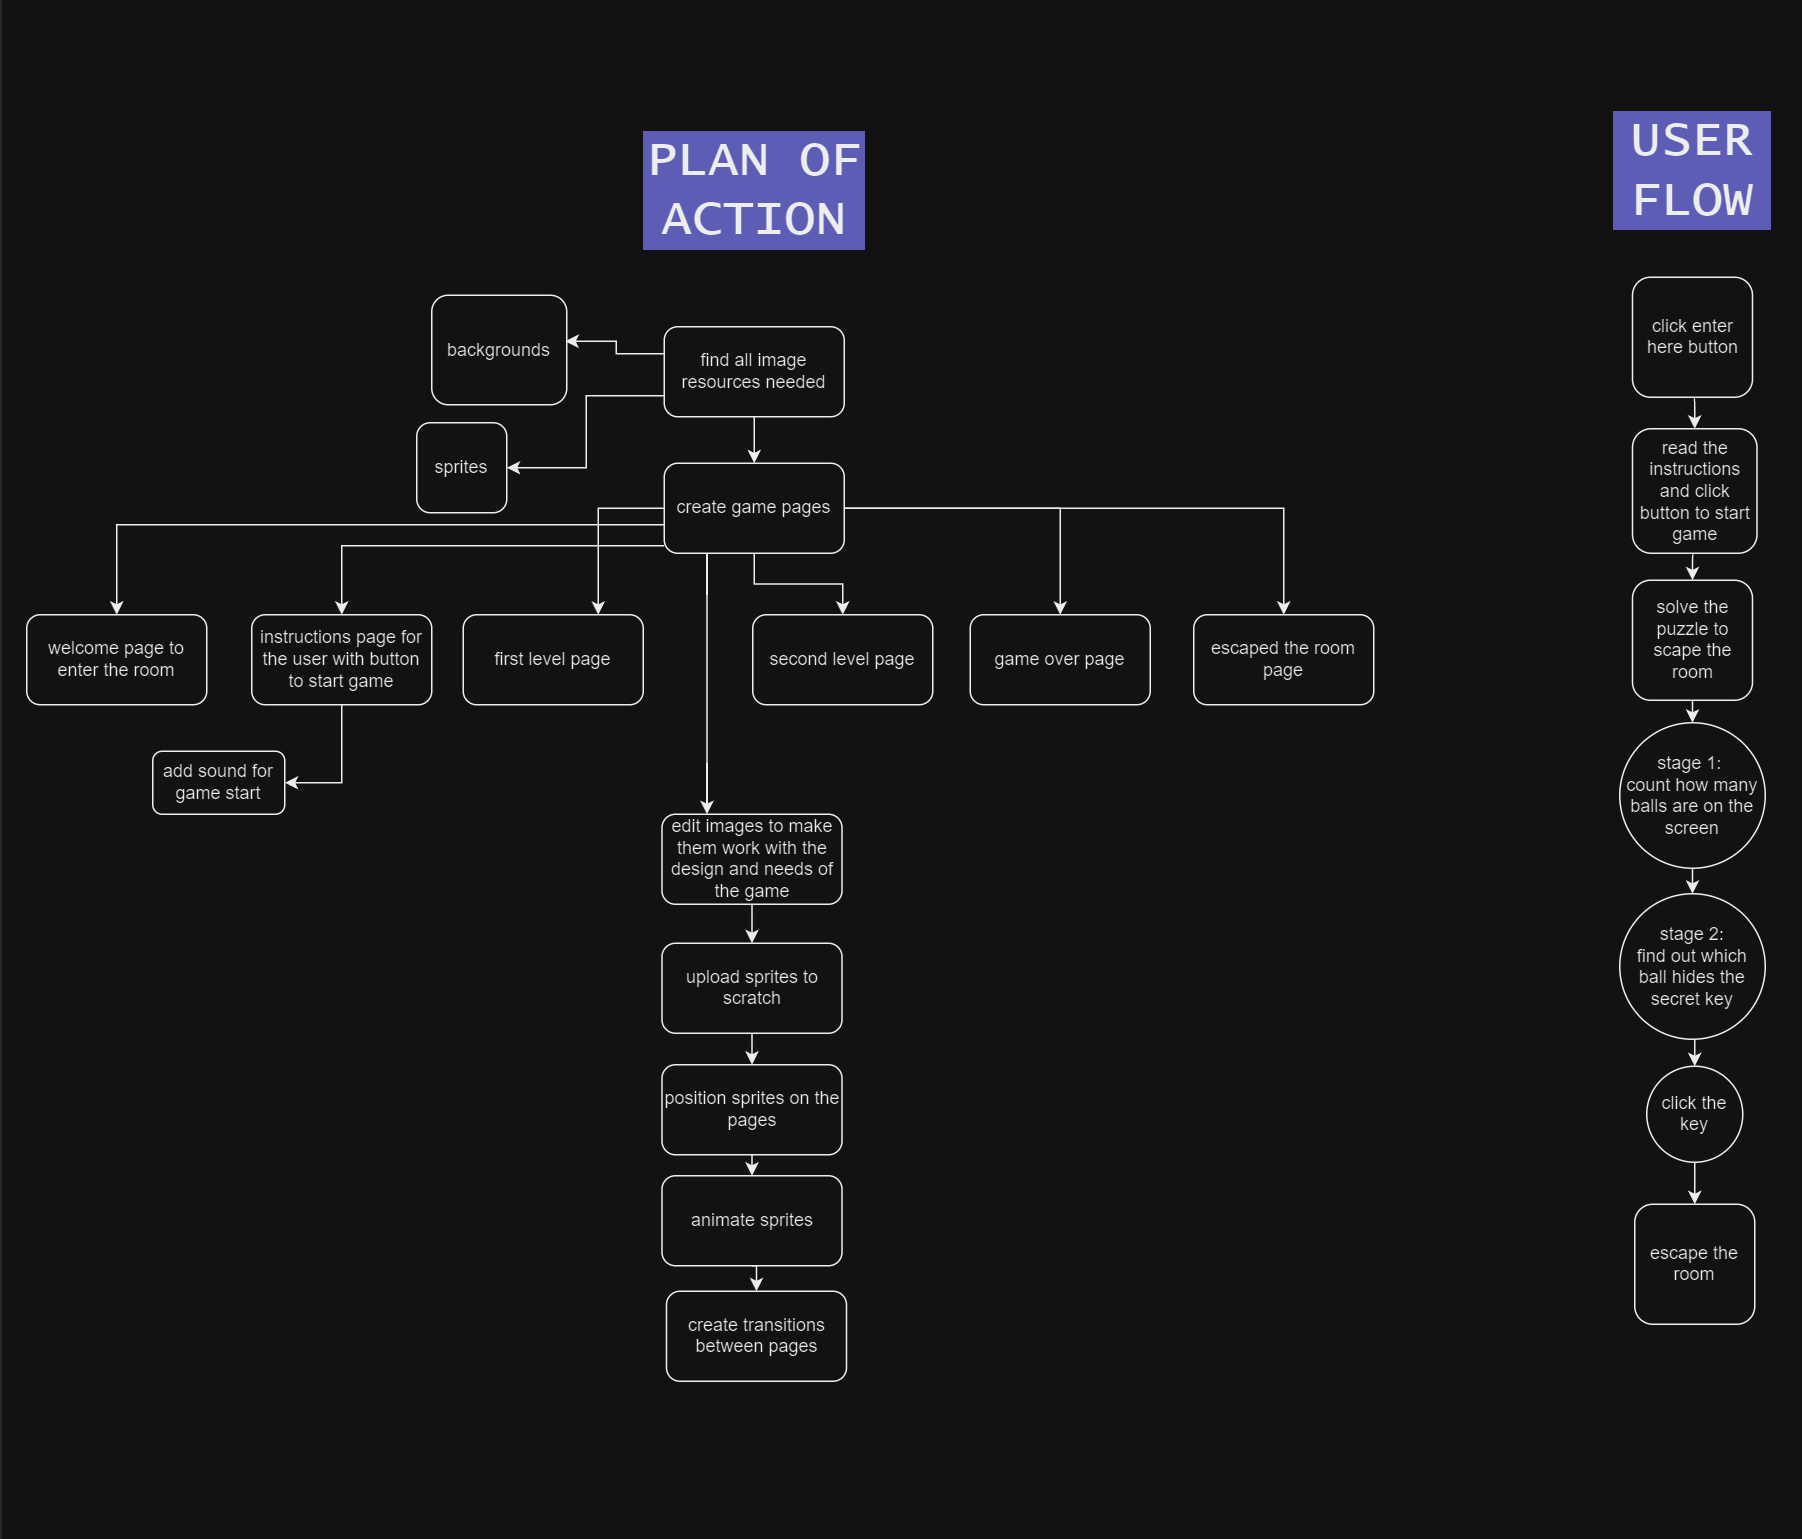 PLAN OF
ACTION
backgrounds
find all image
resources needed
sprites
create game pages
welcome page to
enter the room
instructions page for
the user with button
to start game
first level page
second level page
game over page
escaped the room
page
add sound for
game start
edit images to make
them work with the
design and needs of
the game
upload sprites to
scratch
position sprites on the
pages
animate sprites
create transitions
between pages
USER
FLOW
click enter
here button
read the
instructions
and click
button to start
game
solve the
puzzle to
scape the
room
stage 1:
count how many
balls are on the
screen
stage 2:
find out which
ball hides the
secret key
click the
key
escape the
room